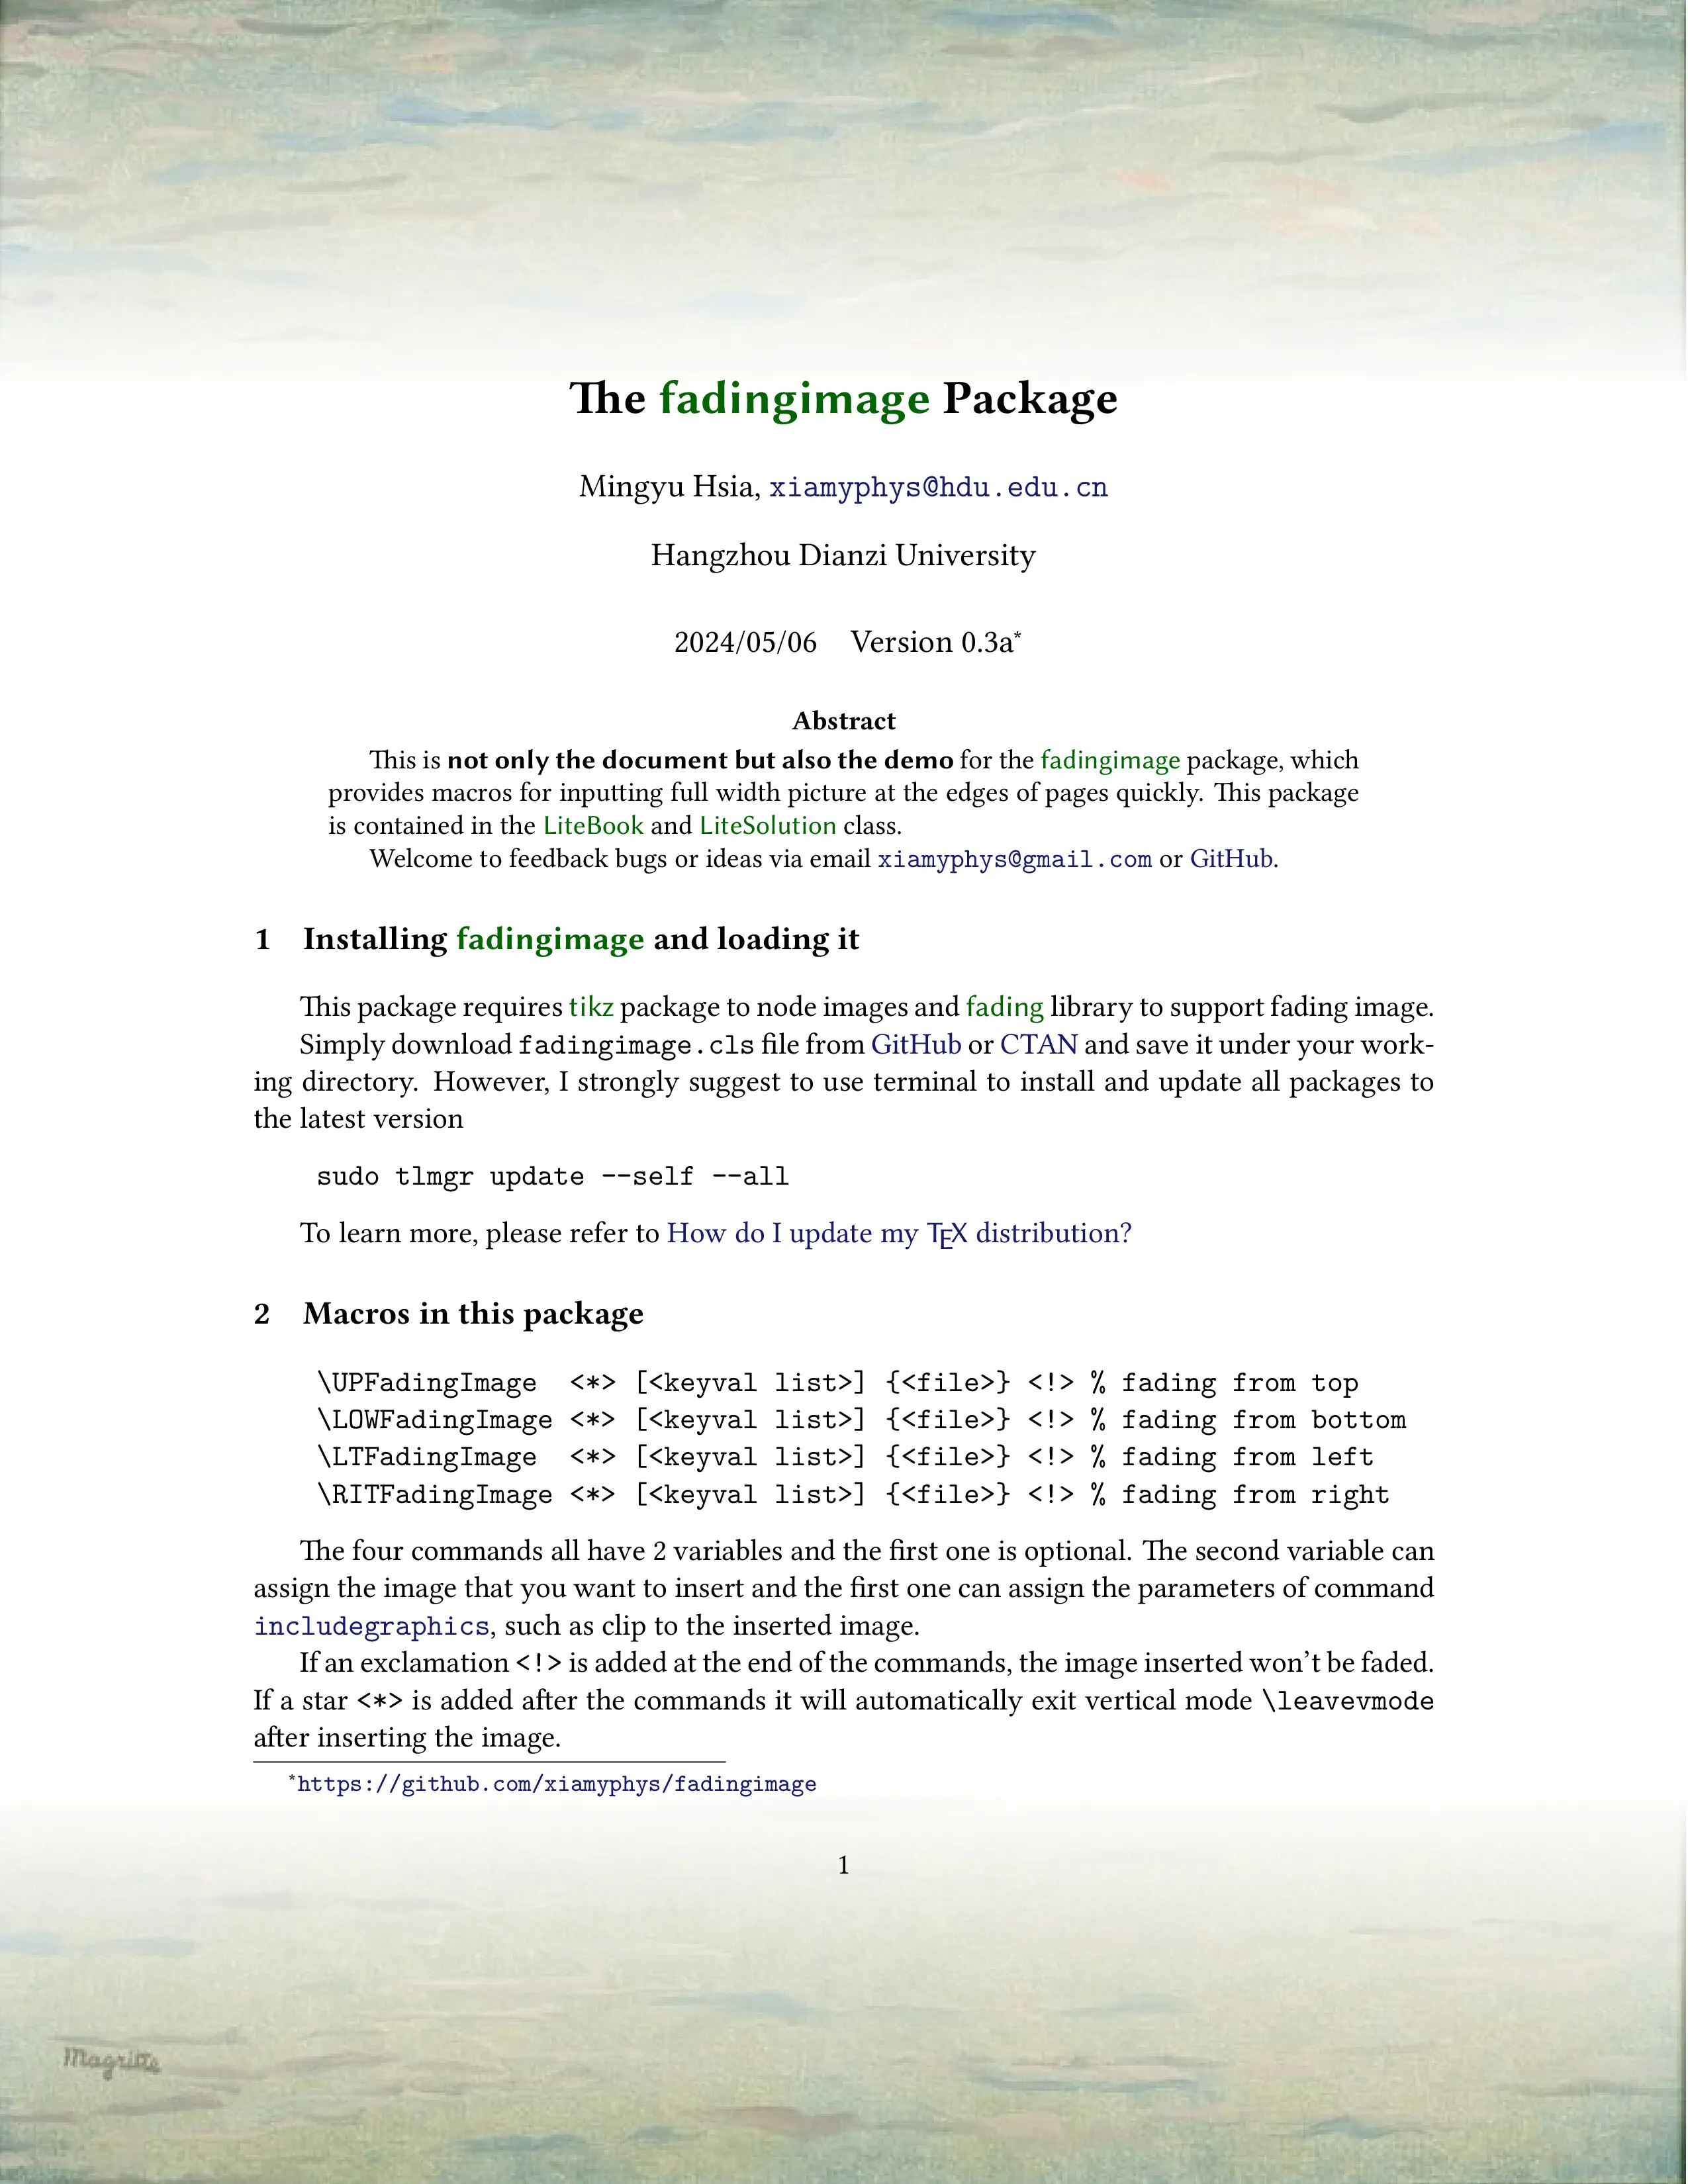 The fadingimage Package
Mingyu Hsia, xiamyphys@hdu.edu.cn
Hangzhou Dianzi University
2024/05/06 Version 0.3a*
Abstract
This is not only the document but also the demo for the fadingimage package, which
provides macros for inputting full width picture at the edges of pages quickly. This package
is contained in the LiteBook and LiteSolution class.
Welcome to feedback bugs or ideas via email xiamyphys@gmail.com or GitHub.
1 Installing fadingimage and loading it
This package requires tikz package to node images and fading library to support fading image.
Simply download fadingimage.cls file from GitHub or CTAN and save it under your work-
ing directory. However, I strongly suggest to use terminal to install and update all packages to
the latest version
sudo tlmgr update --self --all
To learn more, please refer to How do I update my TEX distribution?
2 Macros in this package
\UPFadingImage <*> [<keyval list>] {<file>} <!> % fading from top
\LOWFadingImage <*> [<keyval list>] {<file>} <!> % fading from bottom
\LTFadingImage <*> [<keyval list>] {<file>} <!> % fading from left
\RITFadingImage <*> [<keyval list>] {<file>} <!> % fading from right
The four commands all have 2 variables and the first one is optional. The second variable can
assign the image that you want to insert and the first one can assign the parameters of command
includegraphics, such as clip to the inserted image.
If an exclamation <!> is added at the end of the commands, the image inserted won't be faded.
If a star <*> is added after the commands it will automatically exit vertical mode \leavevmode
after inserting the image.
*https://github.com/xiamyphys/fadingimage
1
Magritte